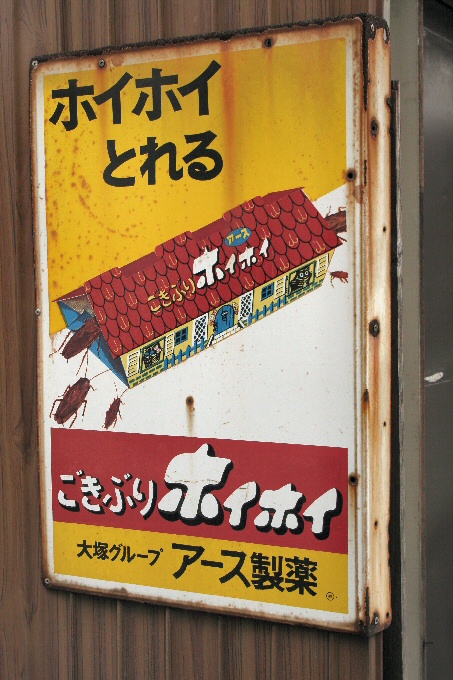 ホイホイ
とれる
アース
ごきぶりホイホイ
ごきぶりホイホイ
大塚グループ アース製薬